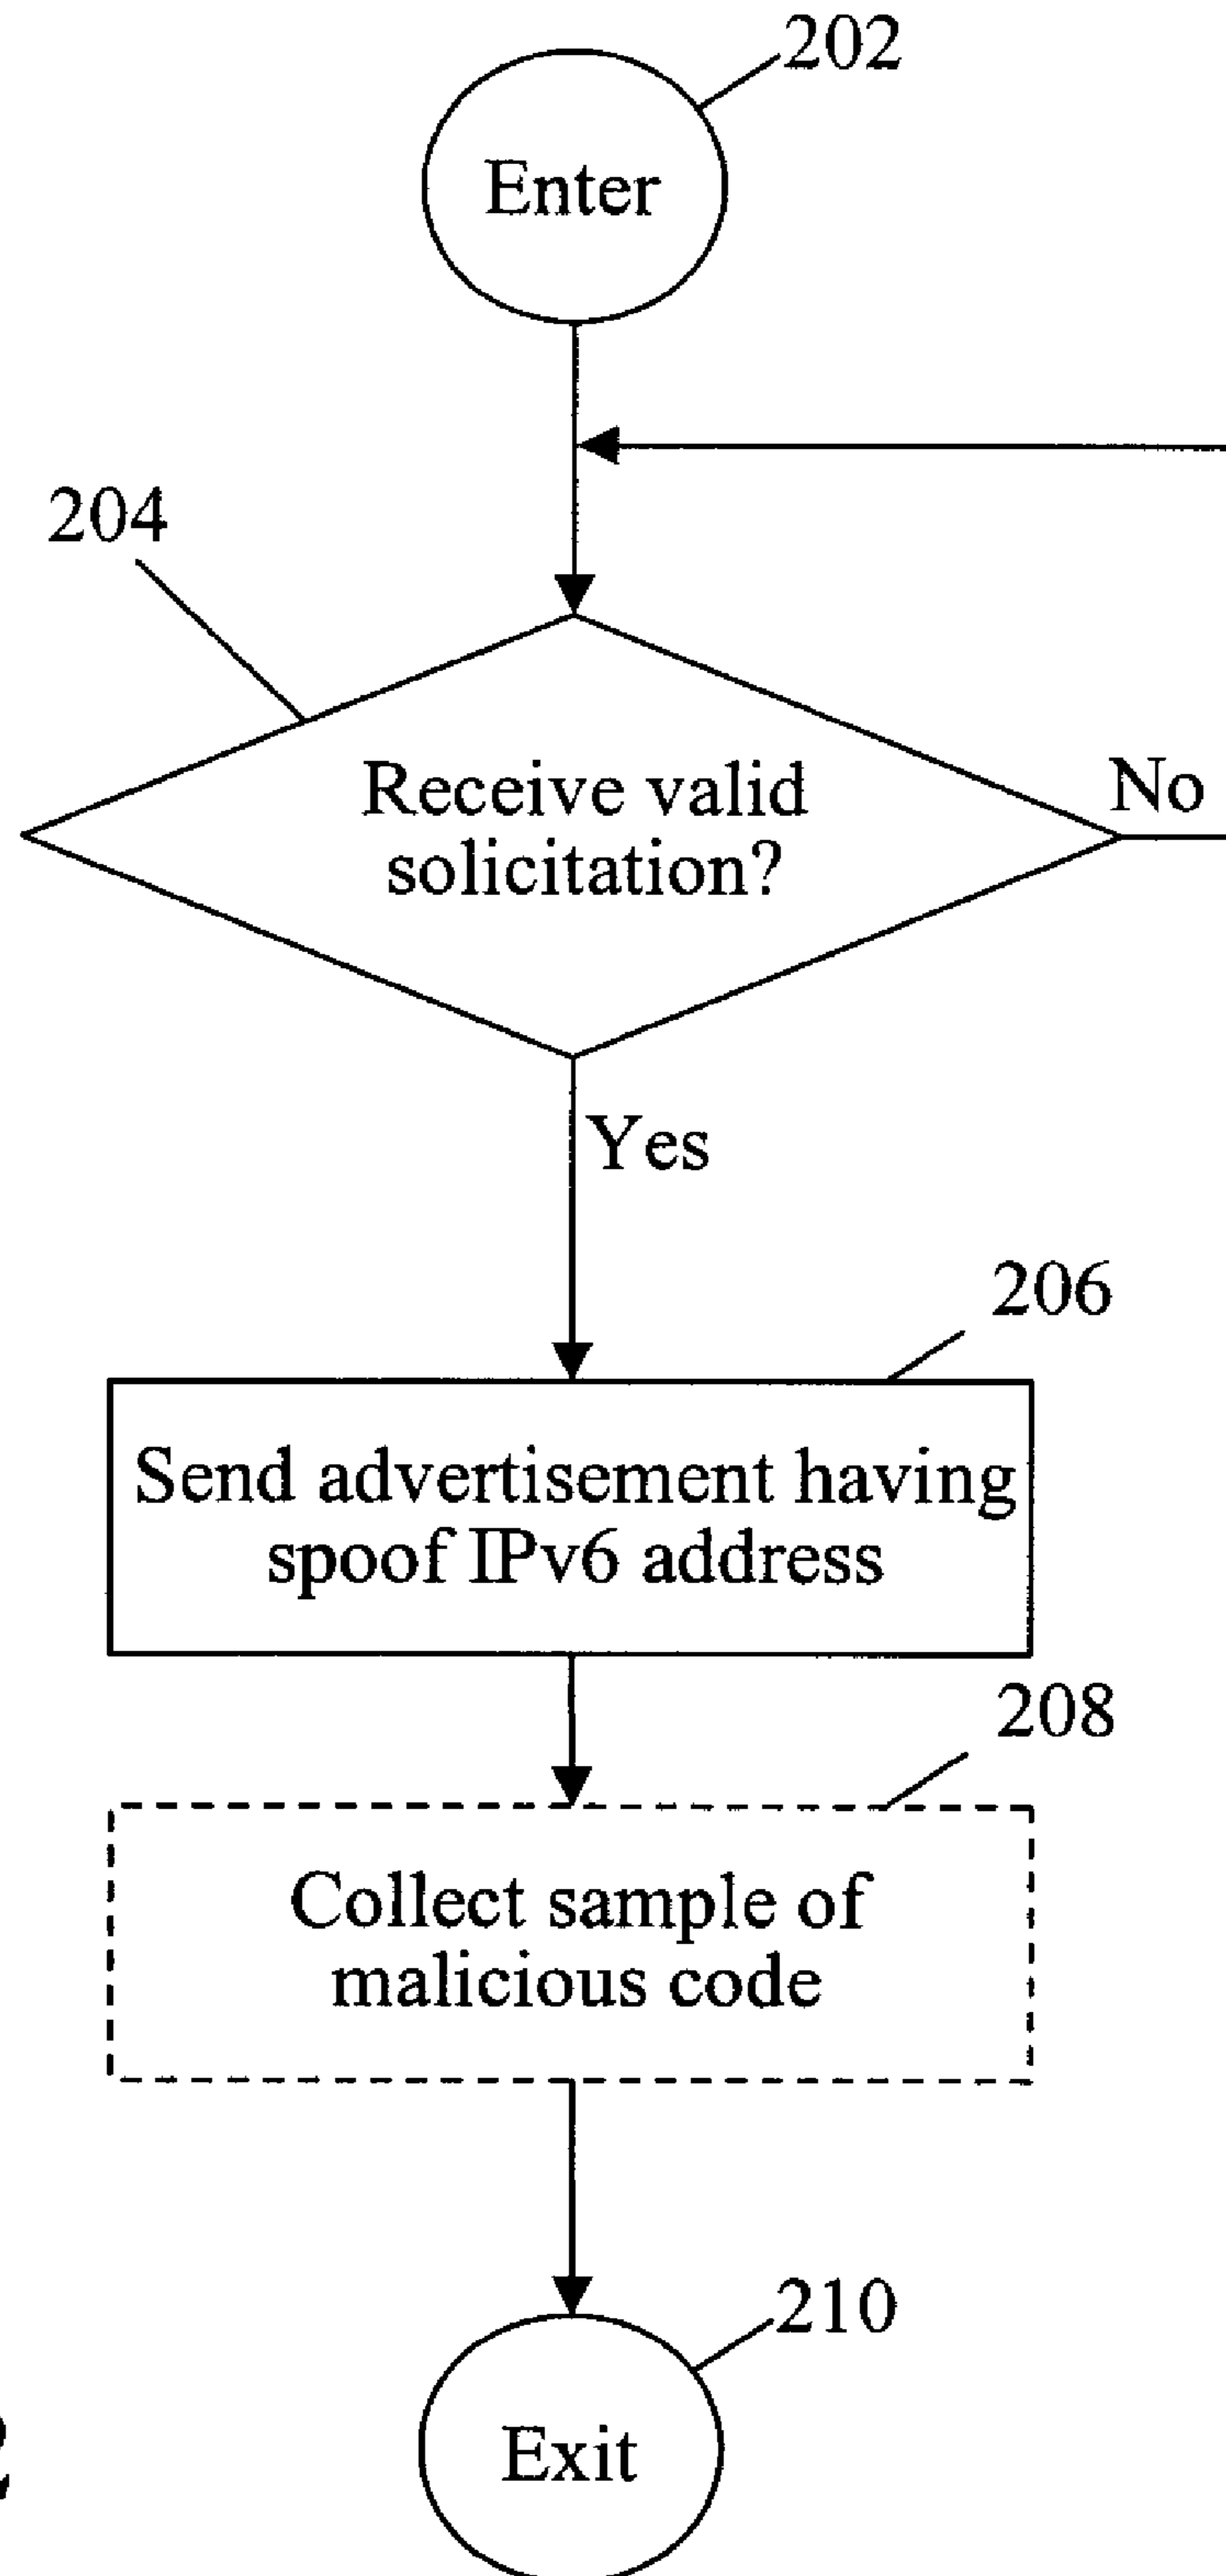 202
Enter
204
Receive valid
solicitation?
No
Yes
206
Send advertisement having
spoof IPv6 address
208
Collect sample of
malicious code
210
Exit
2